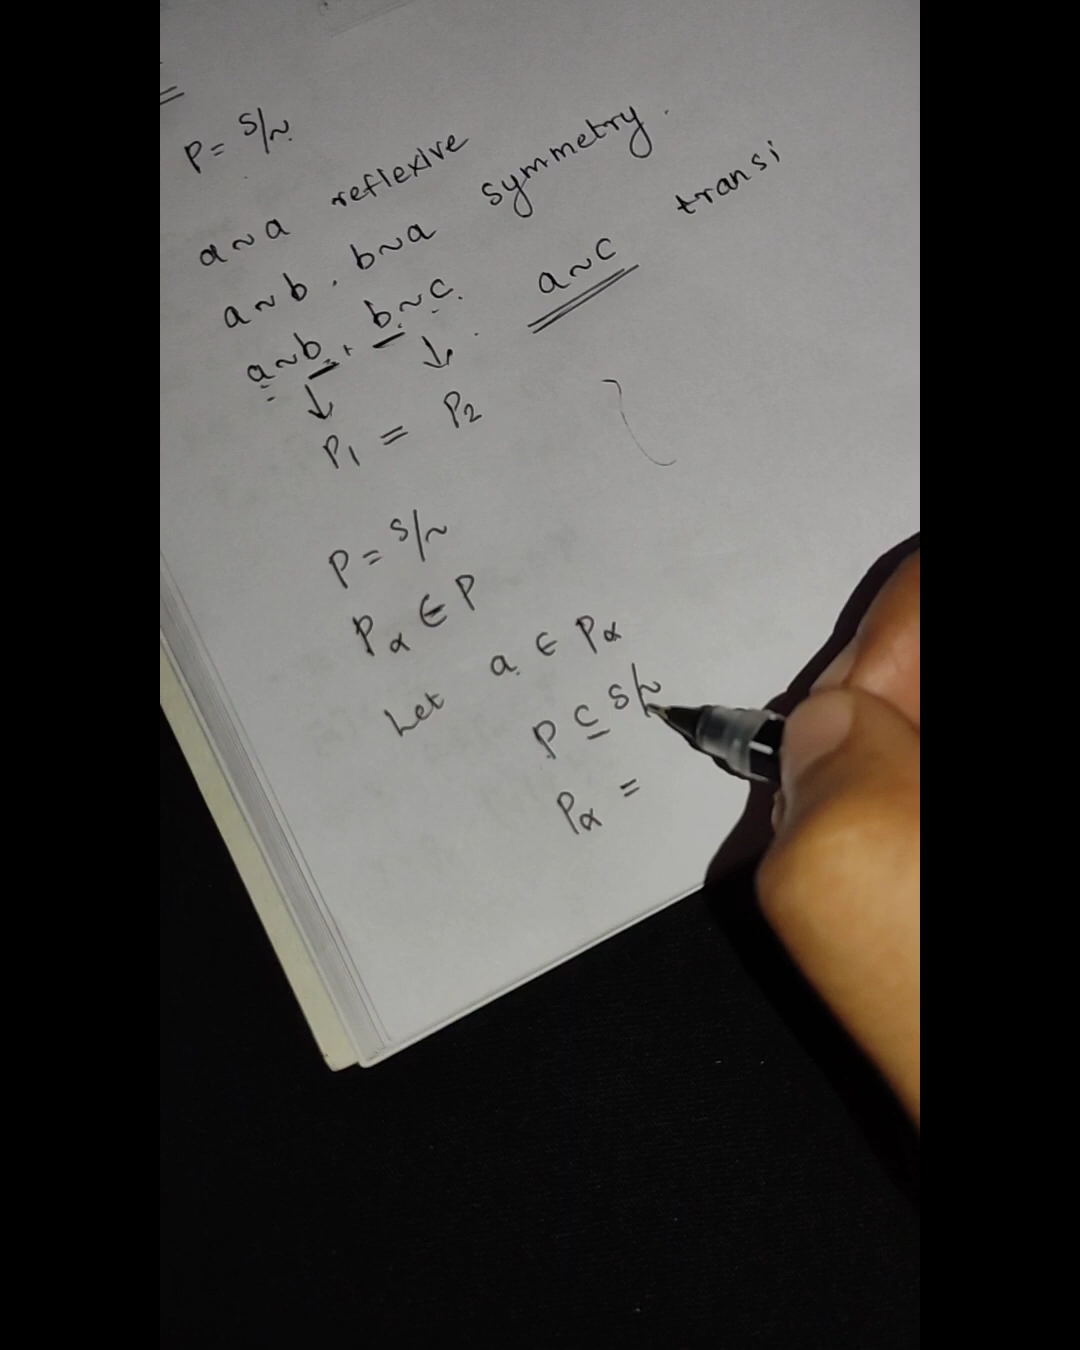 P = S/~
a~a reflexive
a~b . b~a symmetry .
a~b , b~c . a~c transi
↓ ↓
P₁ = P₂
P = S/~
Pα ∈ P
Let a ∈ Pα
P ⊆ S/~
Pα =